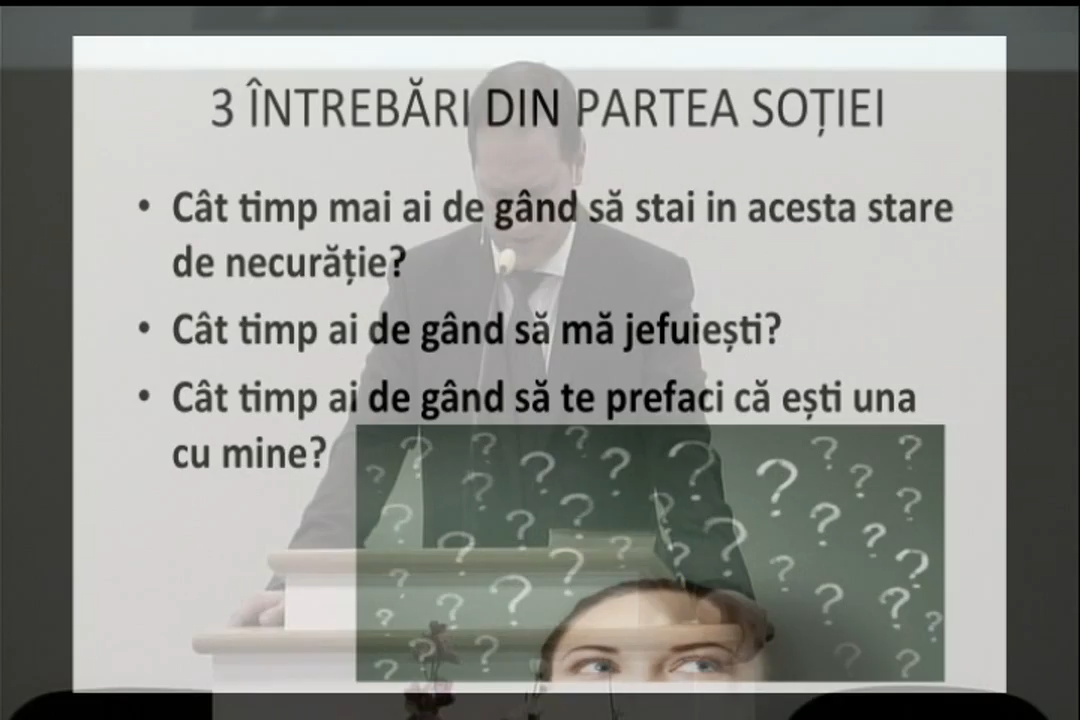 3 ÎNTREBĂRI DIN PARTEA SOȚIEI
• Cât timp mai ai de gând să stai in acesta stare
de necurăție?
• Cât timp ai de gând să mă jefuiești?
• Cât timp ai de gând să te prefaci că ești una
cu mine?